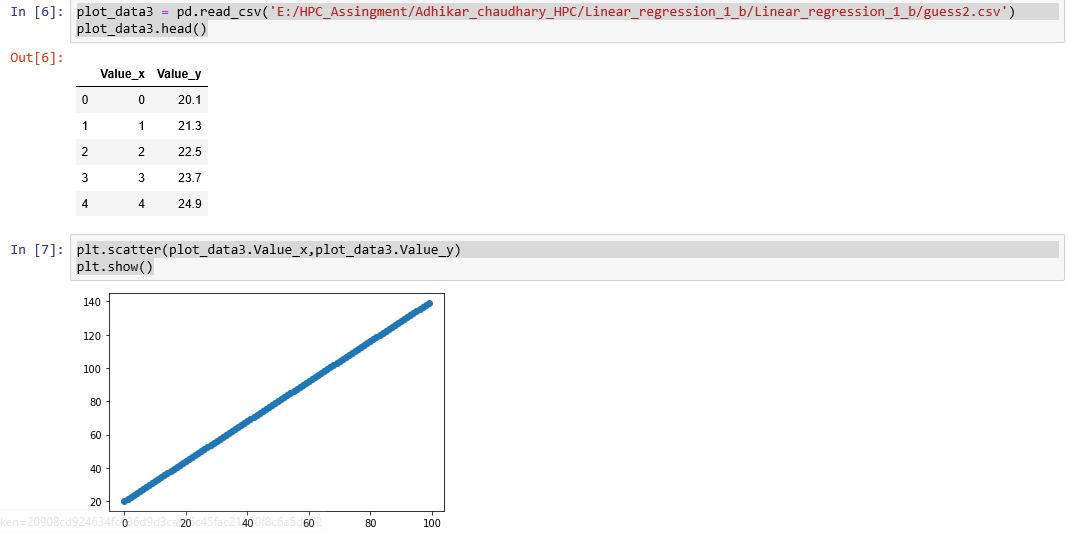 In [6]: plot_data3 = pd.read_csv('E:/HPC_Assingment/Adhikar_chaudhary_HPC/Linear_regression_1_b/Linear_regression_1_b/guess2.csv')
plot_data3.head()
Out[6]:
Value_x Value_y
0 0 20.1
1 1 21.3
2 2 22.5
3 3 23.7
4 4 24.9
In [7]: plt.scatter(plot_data3.Value_x,plot_data3.Value_y)
plt.show()
140
120
100
80
60
40
20
0 20 40 60 80 100